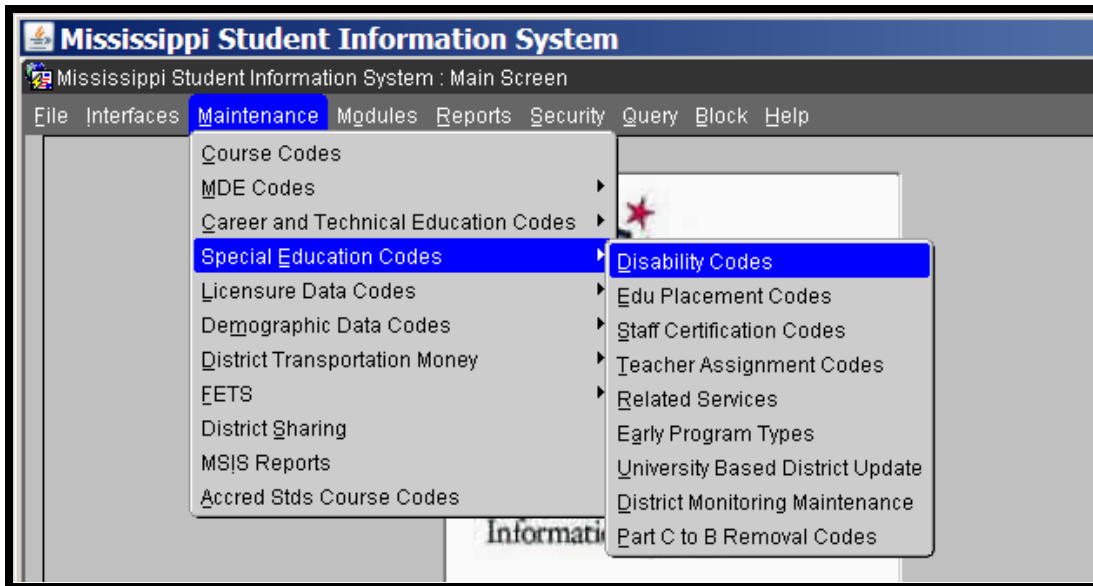 Mississippi Student Information System
Mississippi Student Information System : Main Screen
File Interfaces Maintenance Modules Reports Security Query Block Help
Course Codes
MDE Codes
Career and Technical Education Codes
Special Education Codes
Licensure Data Codes
Demographic Data Codes
District Transportation Money
FETS
District Sharing
MSIS Reports
Accred Stds Course Codes
Disability Codes
Edu Placement Codes
Staff Certification Codes
Teacher Assignment Codes
Related Services
Early Program Types
University Based District Update
District Monitoring Maintenance
Part C to B Removal Codes